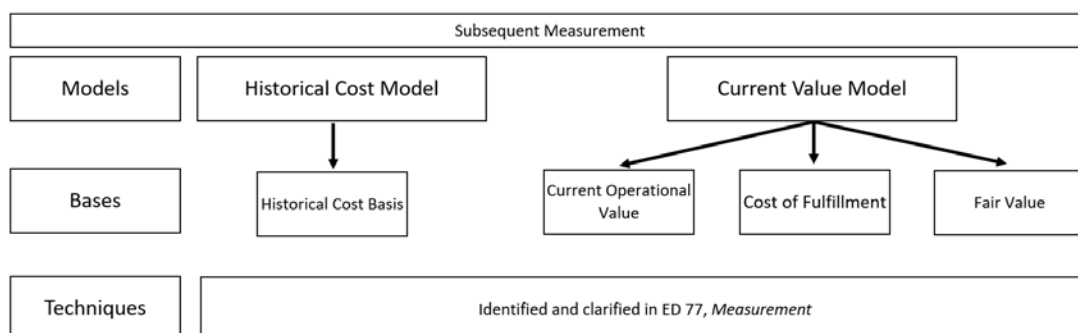 Subsequent Measurement
Models
Historical Cost Model
Current Value Model
Bases
Historical Cost Basis
Current Operational
Value
Cost of Fulfillment
Fair Value
Techniques
Identified and clarified in ED 77, Measurement